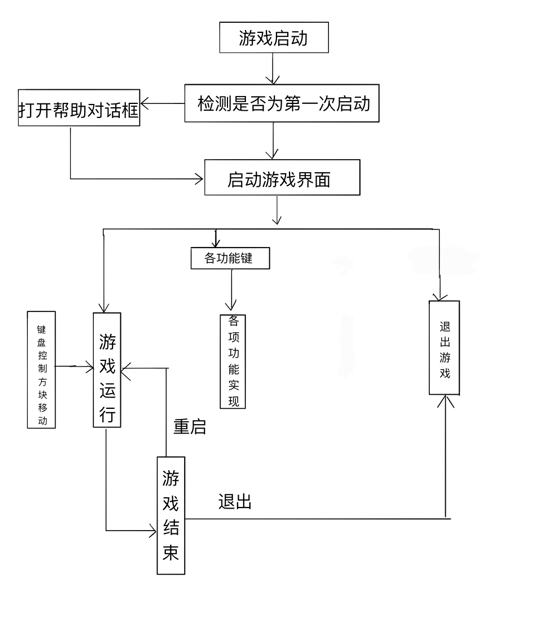 游戏启动
检测是否为第一次启动
打开帮助对话框
启动游戏界面
各功能键
键盘控制方块移动
游戏运行
各项功能实现
退出游戏
重启
游戏结束
退出